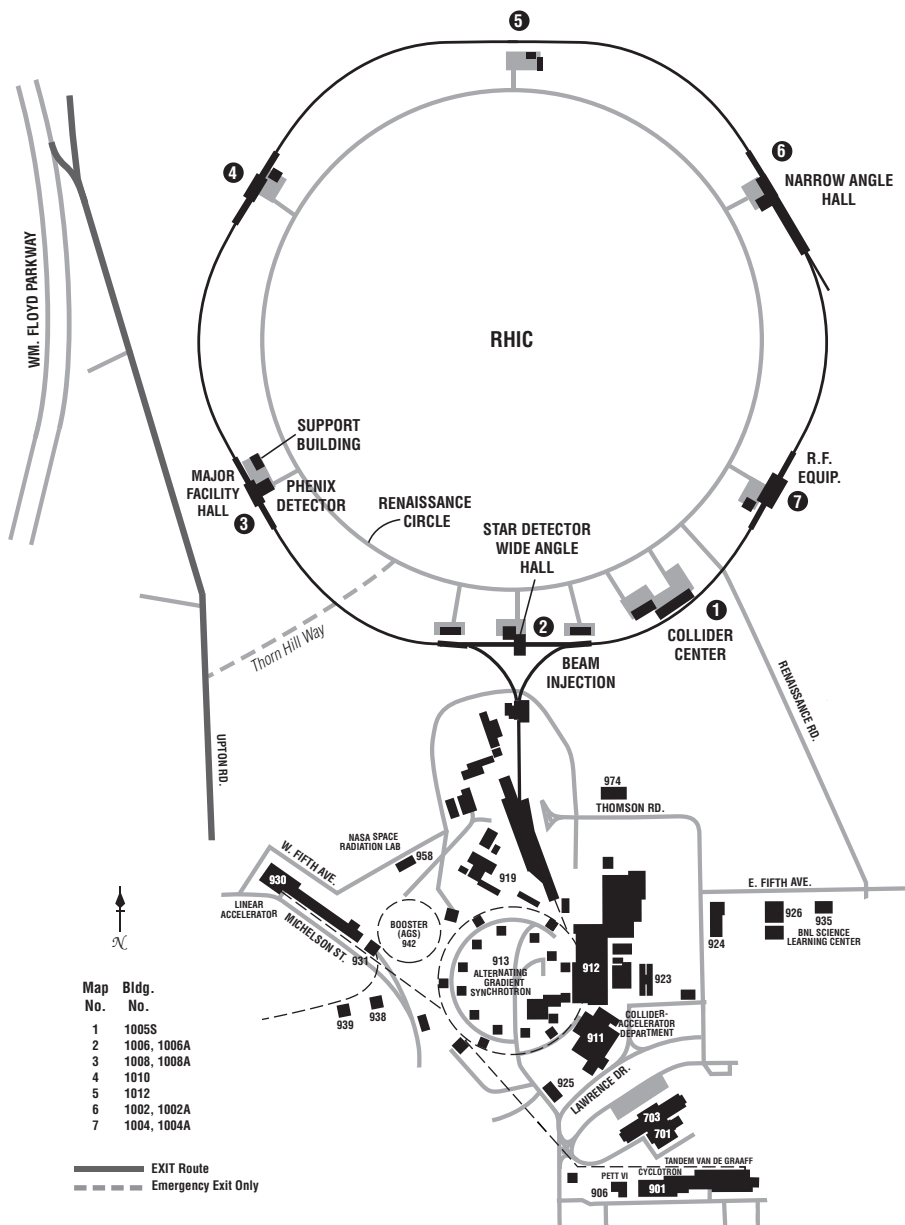 5
6
NARROW ANGLE
HALL
4
WM. FLOYD PARKWAY
RHIC
SUPPORT
BUILDING
MAJOR
FACILITY
HALL
3
PHENIX
DETECTOR
RENAISSANCE
CIRCLE
R.F.
EQUIP.
7
STAR DETECTOR
WIDE ANGLE
HALL
2
1
COLLIDER
CENTER
BEAM
INJECTION
Thorn Hill Way
RENAISSANCE RD.
UPTON RD.
974
THOMSON RD.
NASA SPACE
RADIATION LAB
958
W. FIFTH AVE.
919
930
LINEAR
ACCELERATOR
MICHELSON ST.
BOOSTER
(AGS)
942
931
E. FIFTH AVE.
926
935
BNL SCIENCE
LEARNING CENTER
924
913
ALTERNATING
GRADIENT
SYNCHROTRON
912
923
N
939
938
COLLIDER-
ACCELERATOR
DEPARTMENT
911
925
LAWRENCE DR.
703
701
TANDEM VAN DE GRAAFF
PETT VI
CYCLOTRON
906
901
Map Bldg.
No. No.
1 1005S
2 1006, 1006A
3 1008, 1008A
4 1010
5 1012
6 1002, 1002A
7 1004, 1004A
EXIT Route
Emergency Exit Only